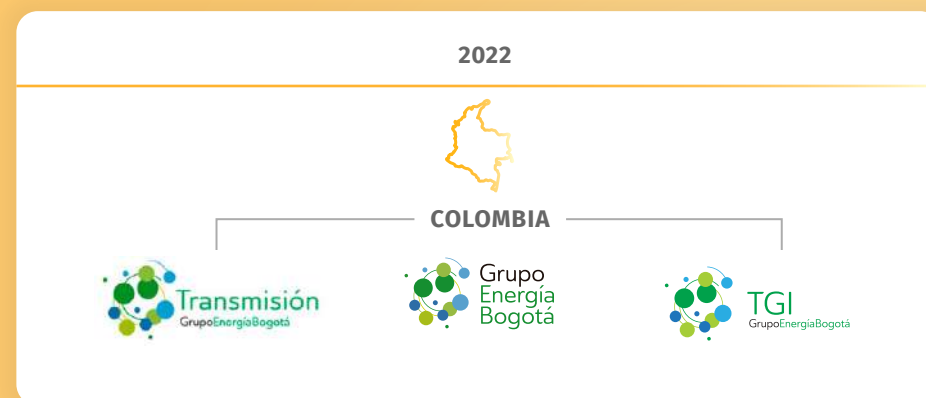 2022
COLOMBIA
Transmisión
GrupoEnergíaBogotá
Grupo
Energía
Bogotá
TGI
GrupoEnergíaBogotá